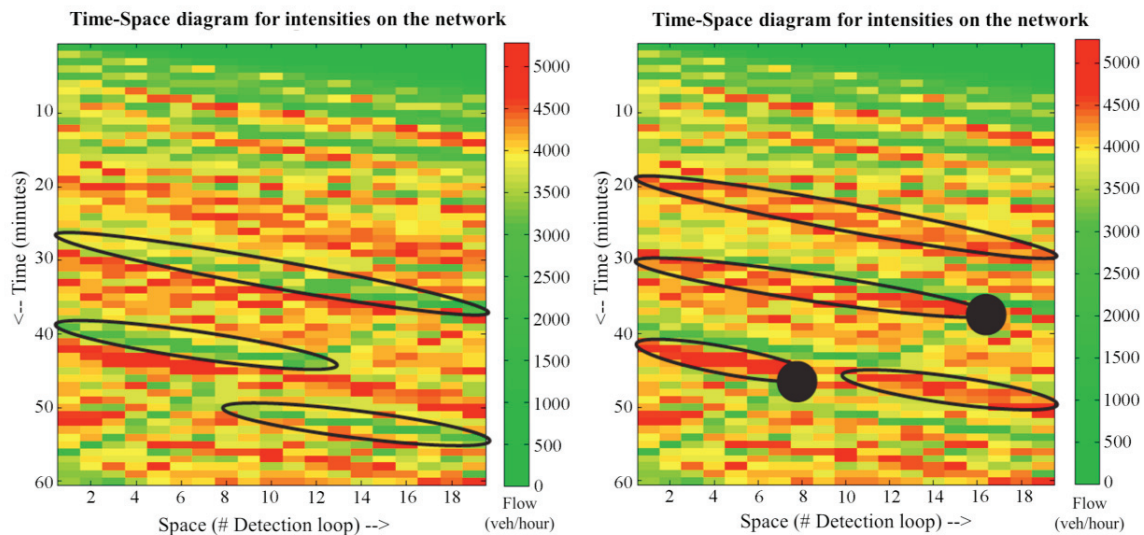 Time-Space diagram for intensities on the network
10
20
30
40
50
60
<-- Time (minutes)
2 4 6 8 10 12 14 16 18
Space (# Detection loop) -->
5000
4500
4000
3500
3000
2500
2000
1500
1000
500
0
Flow
(veh/hour)
Time-Space diagram for intensities on the network
10
20
30
40
50
60
<-- Time (minutes)
2 4 6 8 10 12 14 16 18
Space (# Detection loop) -->
5000
4500
4000
3500
3000
2500
2000
1500
1000
500
0
Flow
(veh/hour)